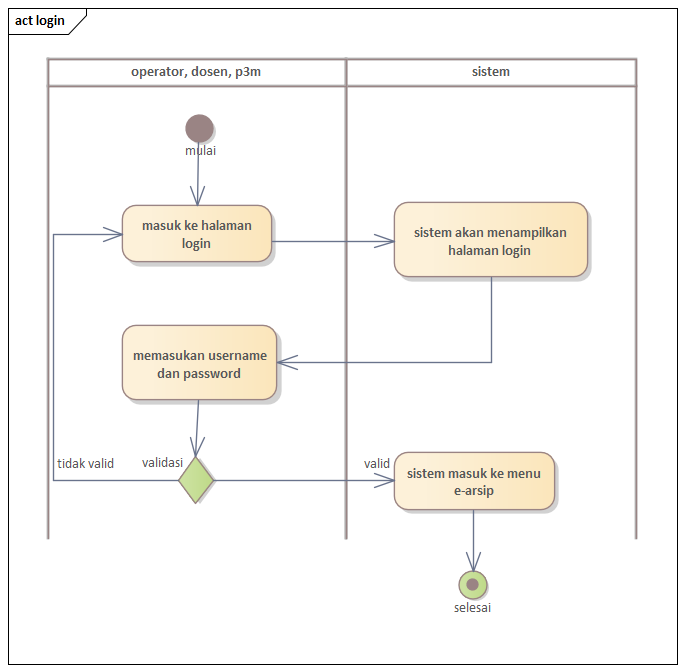 act login
operator, dosen, p3m
sistem
mulai
masuk ke halaman
login
sistem akan menampilkan
halaman login
memasukan username
dan password
tidak valid
validasi
valid
sistem masuk ke menu
e-arsip
selesai